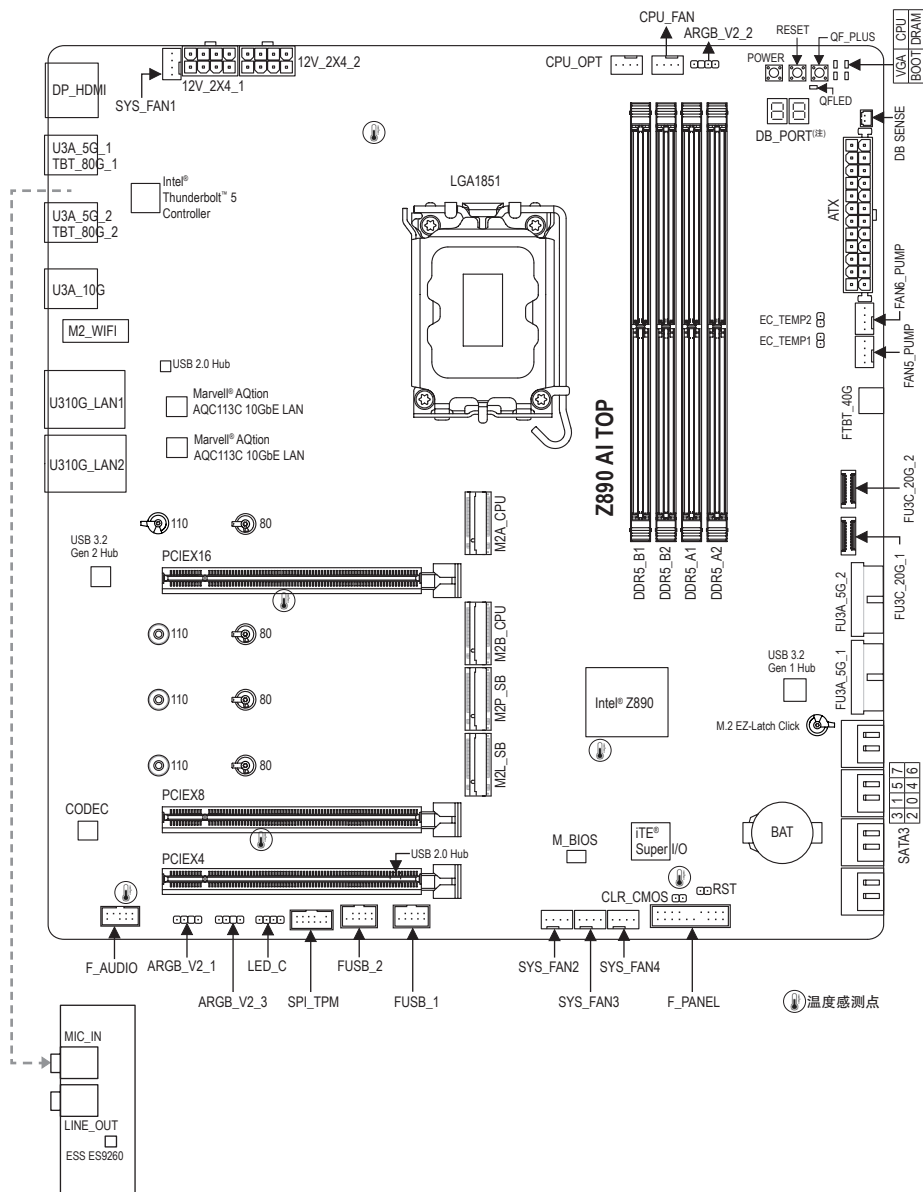 CPU_FAN
ARGB_V2_2
RESET
QF_PLUS
CPU
DRAM
VGA
BOOT
CPU_OPT
POWER
12V_2X4_2
12V_2X4_1
SYS_FAN1
DP_HDMI
QFLED
DB_PORT(注)
DB SENSE
U3A_5G_1
TBT_80G_1
Intel® Thunderbolt™ 5 Controller
LGA1851
ATX
U3A_5G_2
TBT_80G_2
FAN6_PUMP
U3A_10G
EC_TEMP2
EC_TEMP1
M2_WIFI
FAN5_PUMP
USB 2.0 Hub
U310G_LAN1
Marvell® AQtion
AQC113C 10GbE LAN
FTBT_40G
Marvell® AQtion
AQC113C 10GbE LAN
U310G_LAN2
Z890 AI TOP
FU3C_20G_2
110
80
M2A_CPU
USB 3.2
Gen 2 Hub
PCIEX16
DDR5_B1
DDR5_B2
DDR5_A1
DDR5_A2
FU3C_20G_1
FU3A_5G_2
110
80
M2B_CPU
USB 3.2
Gen 1 Hub
FU3A_5G_1
110
80
M2P_SB
Intel® Z890
M.2 EZ-Latch Click
110
80
M2L_SB
PCIEX8
CODEC
3 1 5 7
2 0 4 6
SATA3
BAT
iTE®
Super I/O
M_BIOS
USB 2.0 Hub
PCIEX4
RST
CLR_CMOS
F_AUDIO
ARGB_V2_1
LED_C
FUSB_2
SYS_FAN2
SYS_FAN4
ARGB_V2_3
SPI_TPM
FUSB_1
SYS_FAN3
F_PANEL
温度感测点
MIC_IN
LINE_OUT
ESS ES9260